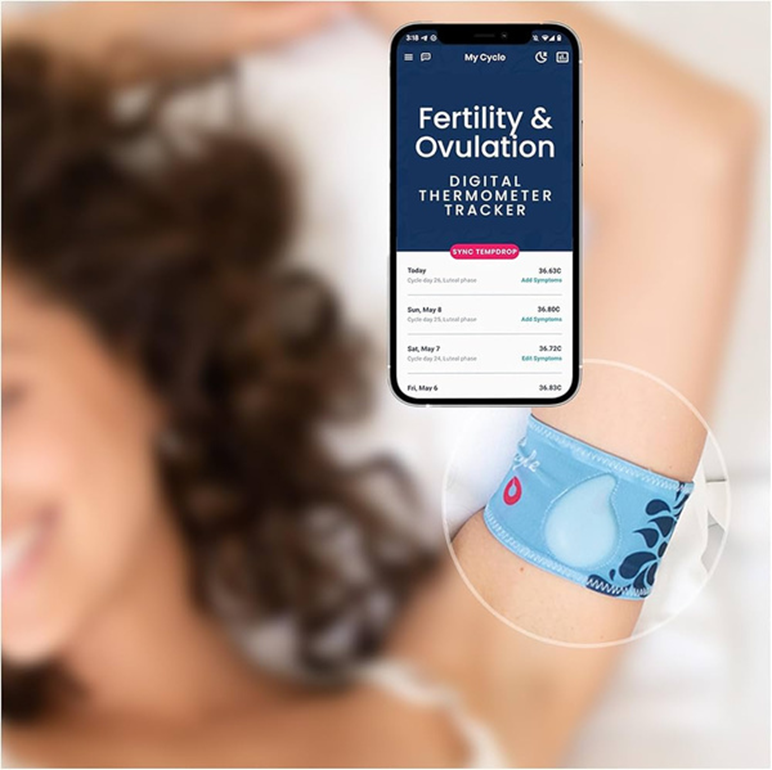 3:18
My Cycle
Fertility &
Ovulation
DIGITAL
THERMOMETER
TRACKER
SYNC TEMPDROP
Today 36.63C
Cycle day 26, Luteal phase Add Symptoms
Sun, May 8 36.80C
Cycle day 25, Luteal phase Add Symptoms
Sat, May 7 36.72C
Cycle day 24, Luteal phase Edit Symptoms
Fri, May 6 36.83C